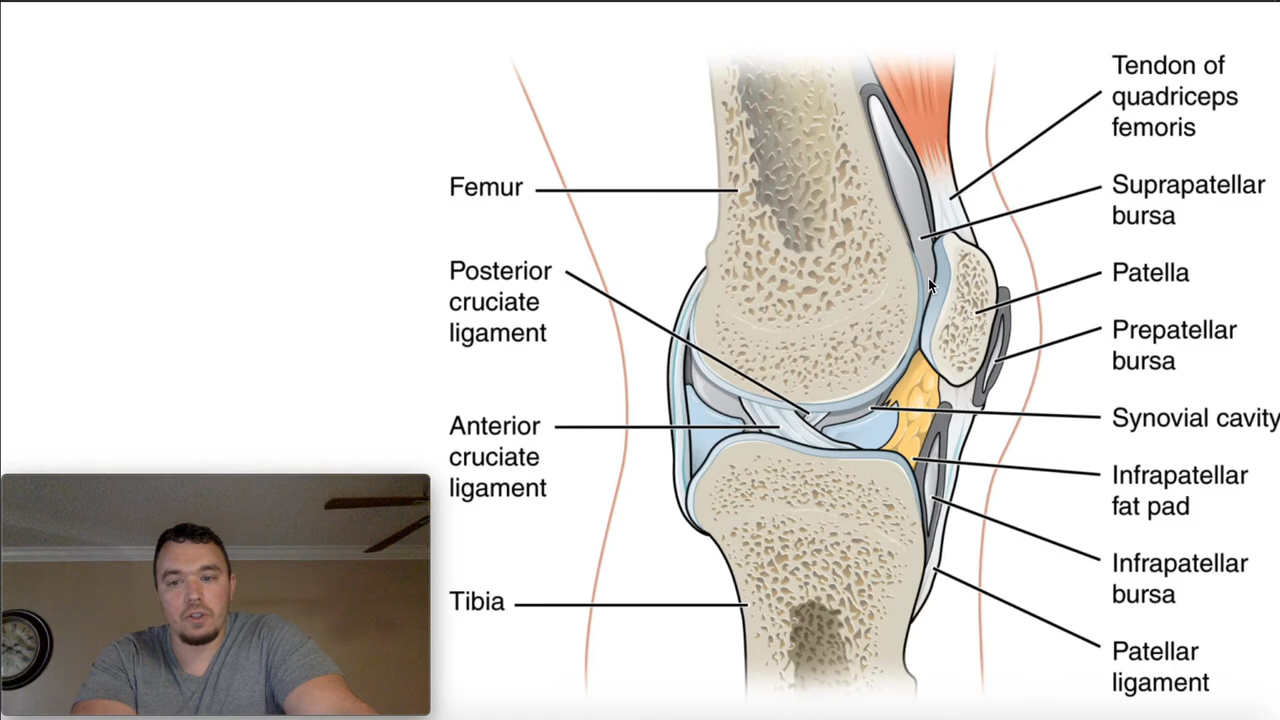 Femur
Posterior
cruciate
ligament
Anterior
cruciate
ligament
Tibia
Tendon of
quadriceps
femoris
Suprapatellar
bursa
Patella
Prepatellar
bursa
Synovial cavity
Infrapatellar
fat pad
Infrapatellar
bursa
Patellar
ligament